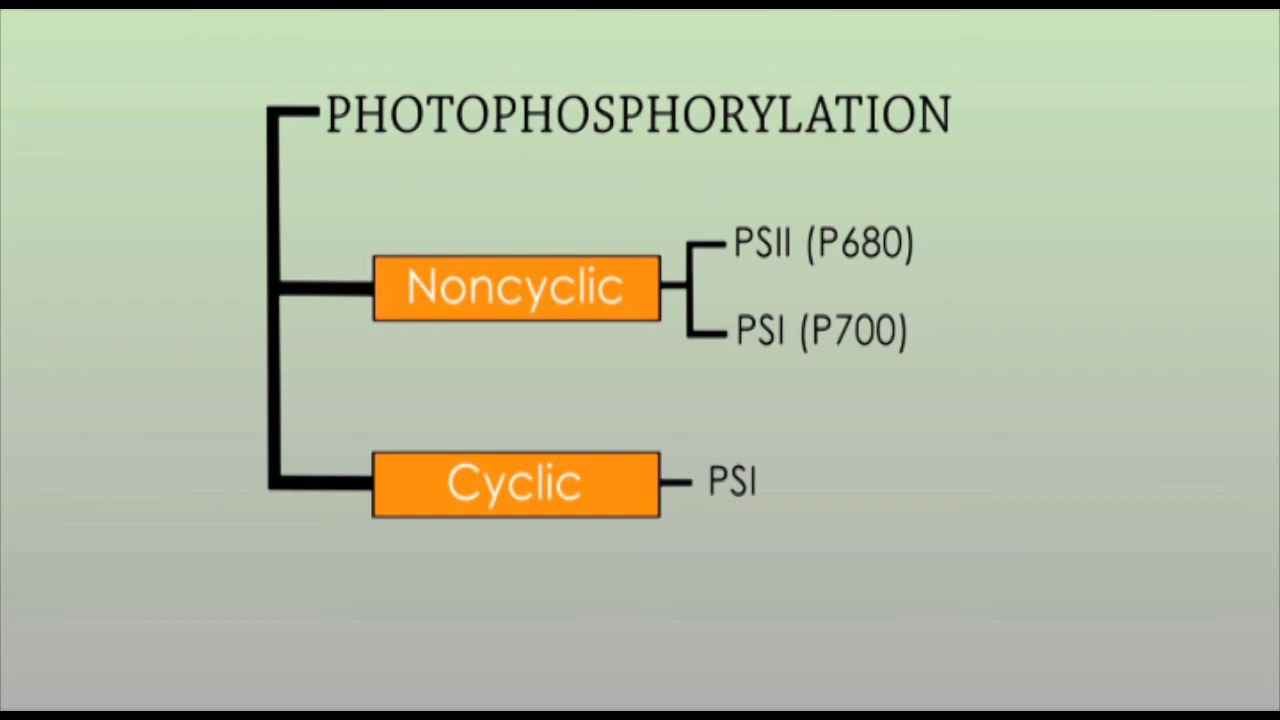 PHOTOPHOSPHORYLATION
Noncyclic
PSII (P680)
PSI (P700)
Cyclic
PSI